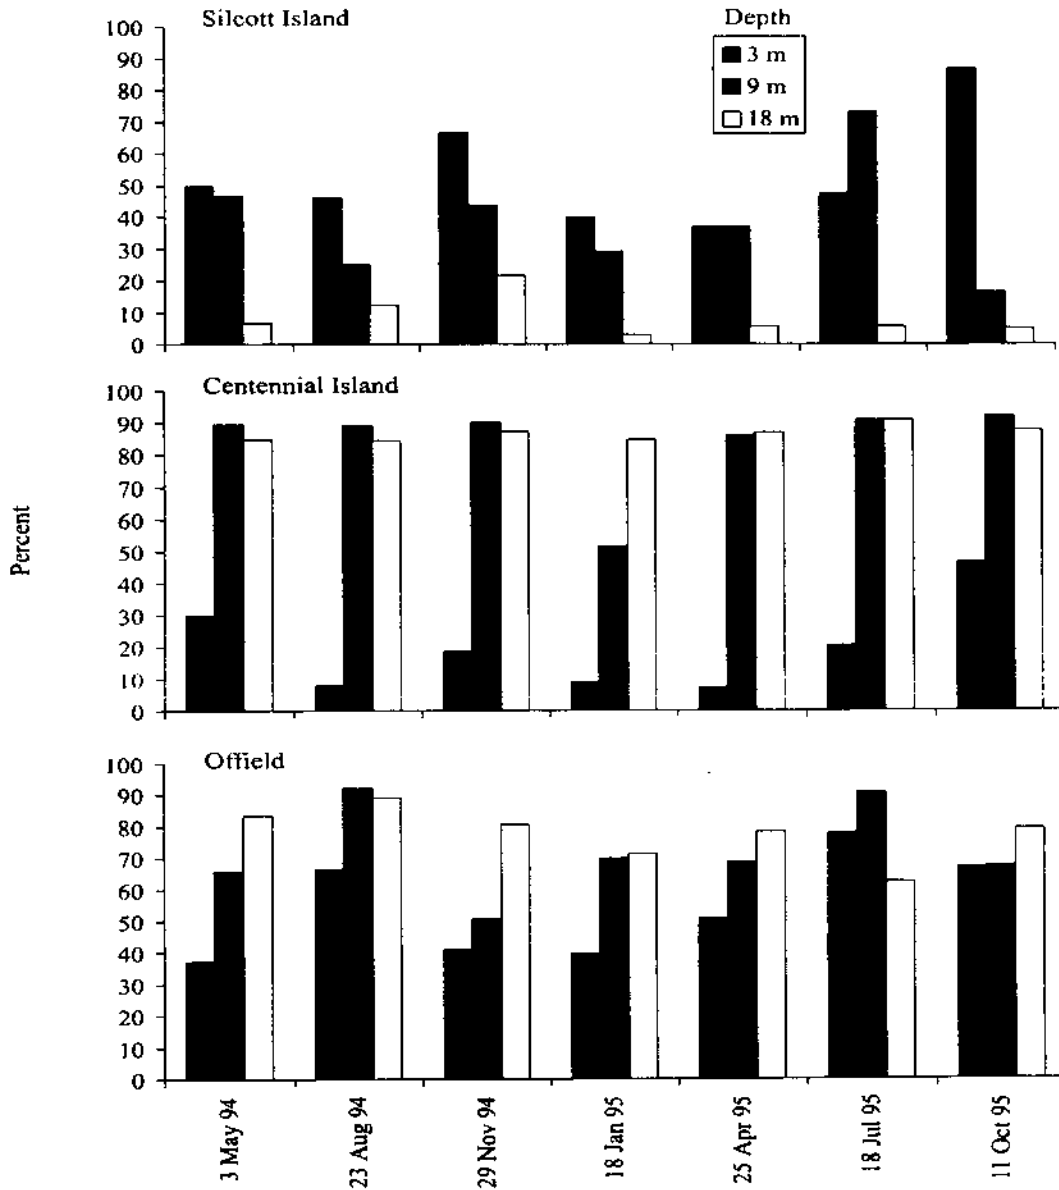 Silcott Island
Depth
3 m
9 m
18 m
100
90
80
70
60
50
40
30
20
10
0
Centennial Island
100
90
80
70
60
50
40
30
20
10
0
Percent
Offield
100
90
80
70
60
50
40
30
20
10
0
3 May 94
23 Aug 94
29 Nov 94
18 Jan 95
25 Apr 95
18 Jul 95
11 Oct 95